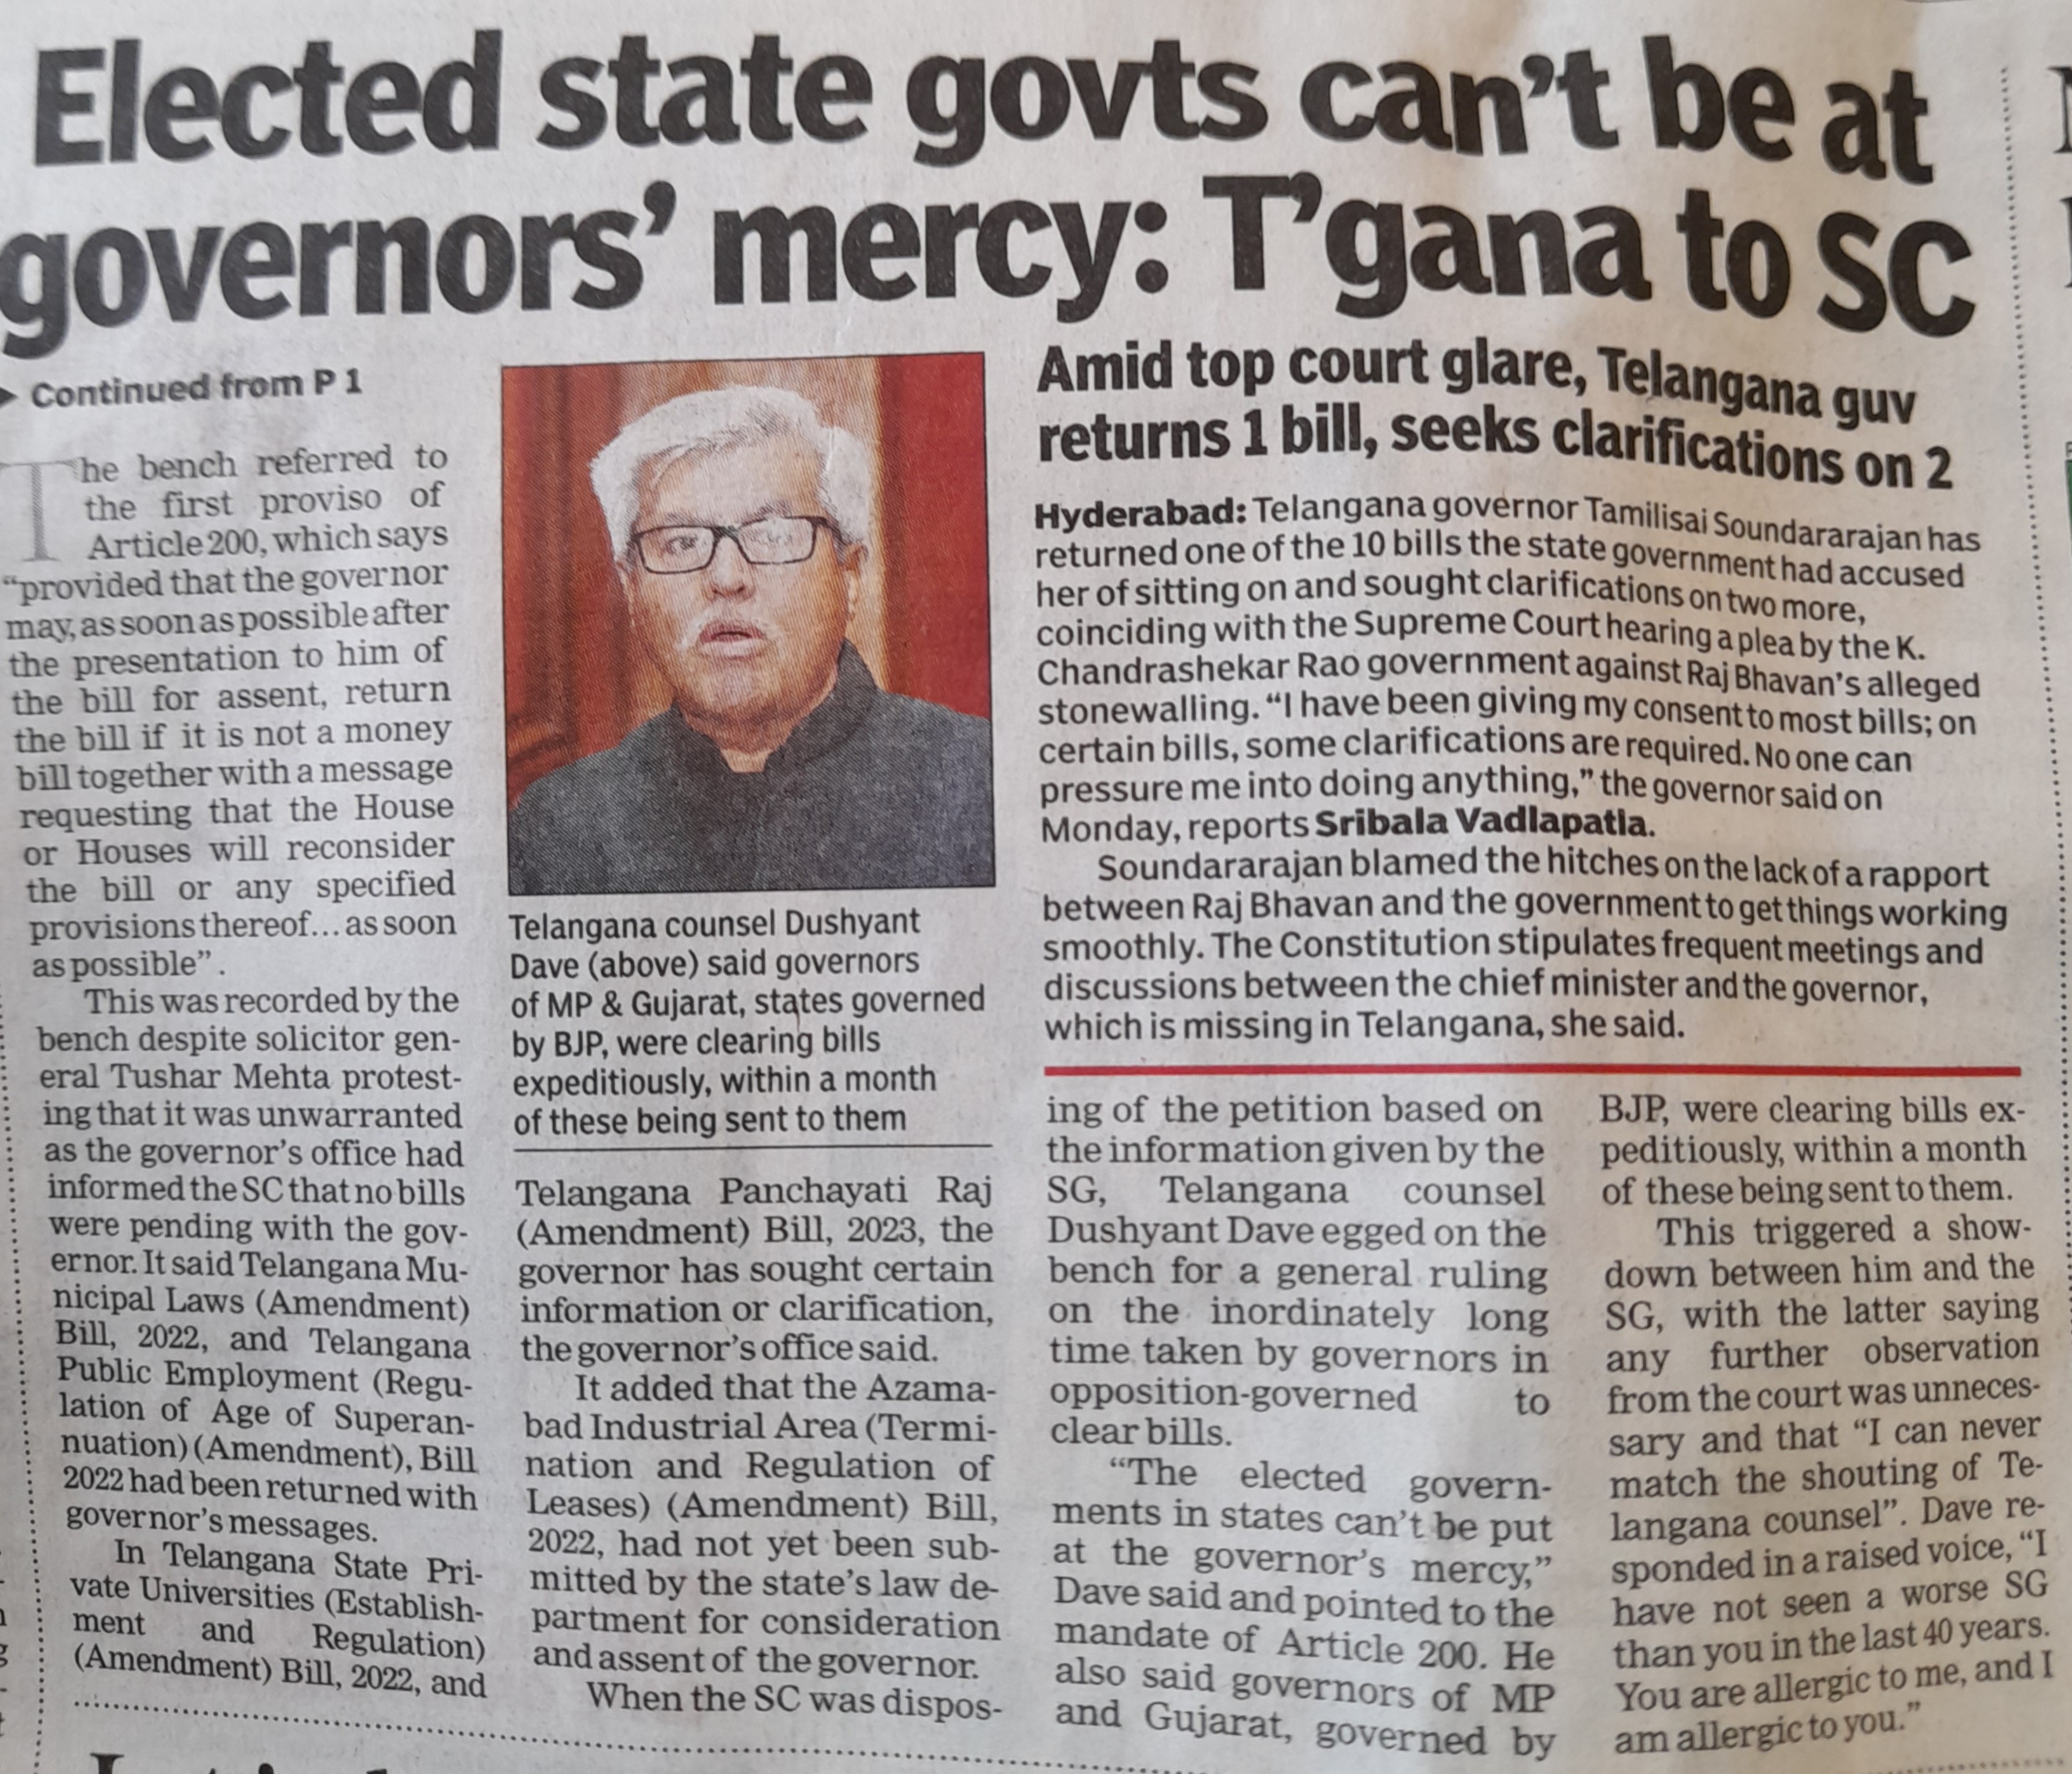 Elected state govts can't be at
governors' mercy: T'gana to SC
Continued from P 1
The bench referred to
the first proviso of
Article 200, which says
“provided that the governor
may, as soon as possible after
the presentation to him of
the bill for assent, return
the bill if it is not a money
bill together with a message
requesting that the House
or Houses will reconsider
the bill or any specified
provisions thereof... as soon
as possible”.
This was recorded by the
bench despite solicitor gen-
eral Tushar Mehta protest-
ing that it was unwarranted
as the governor's office had
informed the SC that no bills
were pending with the gov-
ernor. It said Telangana Mu-
nicipal Laws (Amendment)
Bill, 2022, and Telangana
Public Employment (Regu-
lation of Age of Superan-
nuation) (Amendment), Bill
2022 had been returned with
governor's messages.
In Telangana State Pri-
vate Universities (Establish-
ment and Regulation)
(Amendment) Bill, 2022, and
Telangana counsel Dushyant
Dave (above) said governors
of MP & Gujarat, states governed
by BJP, were clearing bills
expeditiously, within a month
of these being sent to them
Telangana Panchayati Raj
(Amendment) Bill, 2023, the
governor has sought certain
information or clarification,
the governor's office said.
It added that the Azama-
bad Industrial Area (Termi-
nation and Regulation of
Leases) (Amendment) Bill,
2022, had not yet been sub-
mitted by the state's law de-
partment for consideration
and assent of the governor.
When the SC was dispos-
Amid top court glare, Telangana guv
returns 1 bill, seeks clarifications on 2
Hyderabad: Telangana governor Tamilisai Soundararajan has
returned one of the 10 bills the state government had accused
her of sitting on and sought clarifications on two more,
coinciding with the Supreme Court hearing a plea by the K.
Chandrashekar Rao government against Raj Bhavan's alleged
stonewalling. “I have been giving my consent to most bills; on
certain bills, some clarifications are required. No one can
pressure me into doing anything,” the governor said on
Monday, reports Sribala Vadlapatla.
Soundararajan blamed the hitches on the lack of a rapport
between Raj Bhavan and the government to get things working
smoothly. The Constitution stipulates frequent meetings and
discussions between the chief minister and the governor,
which is missing in Telangana, she said.
ing of the petition based on
the information given by the
SG, Telangana counsel
Dushyant Dave egged on the
bench for a general ruling
on the inordinately long
time taken by governors in
opposition-governed to
clear bills.
“The elected govern-
ments in states can't be put
at the governor's mercy,”
Dave said and pointed to the
mandate of Article 200. He
also said governors of MP
and Gujarat, governed by
BJP, were clearing bills ex-
peditiously, within a month
of these being sent to them.
This triggered a show-
down between him and the
SG, with the latter saying
any further observation
from the court was unneces-
sary and that “I can never
match the shouting of Te-
langana counsel”. Dave re-
sponded in a raised voice, “I
have not seen a worse SG
than you in the last 40 years.
You are allergic to me, and I
am allergic to you.”